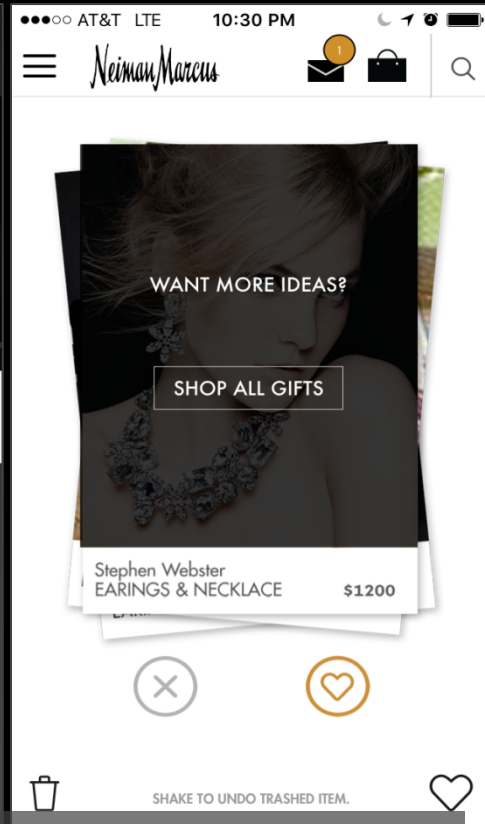 AT&T LTE 10:30 PM
Neiman Marcus
1
WANT MORE IDEAS?
SHOP ALL GIFTS
Stephen Webster
EARINGS & NECKLACE $1200
SHAKE TO UNDO TRASHED ITEM.